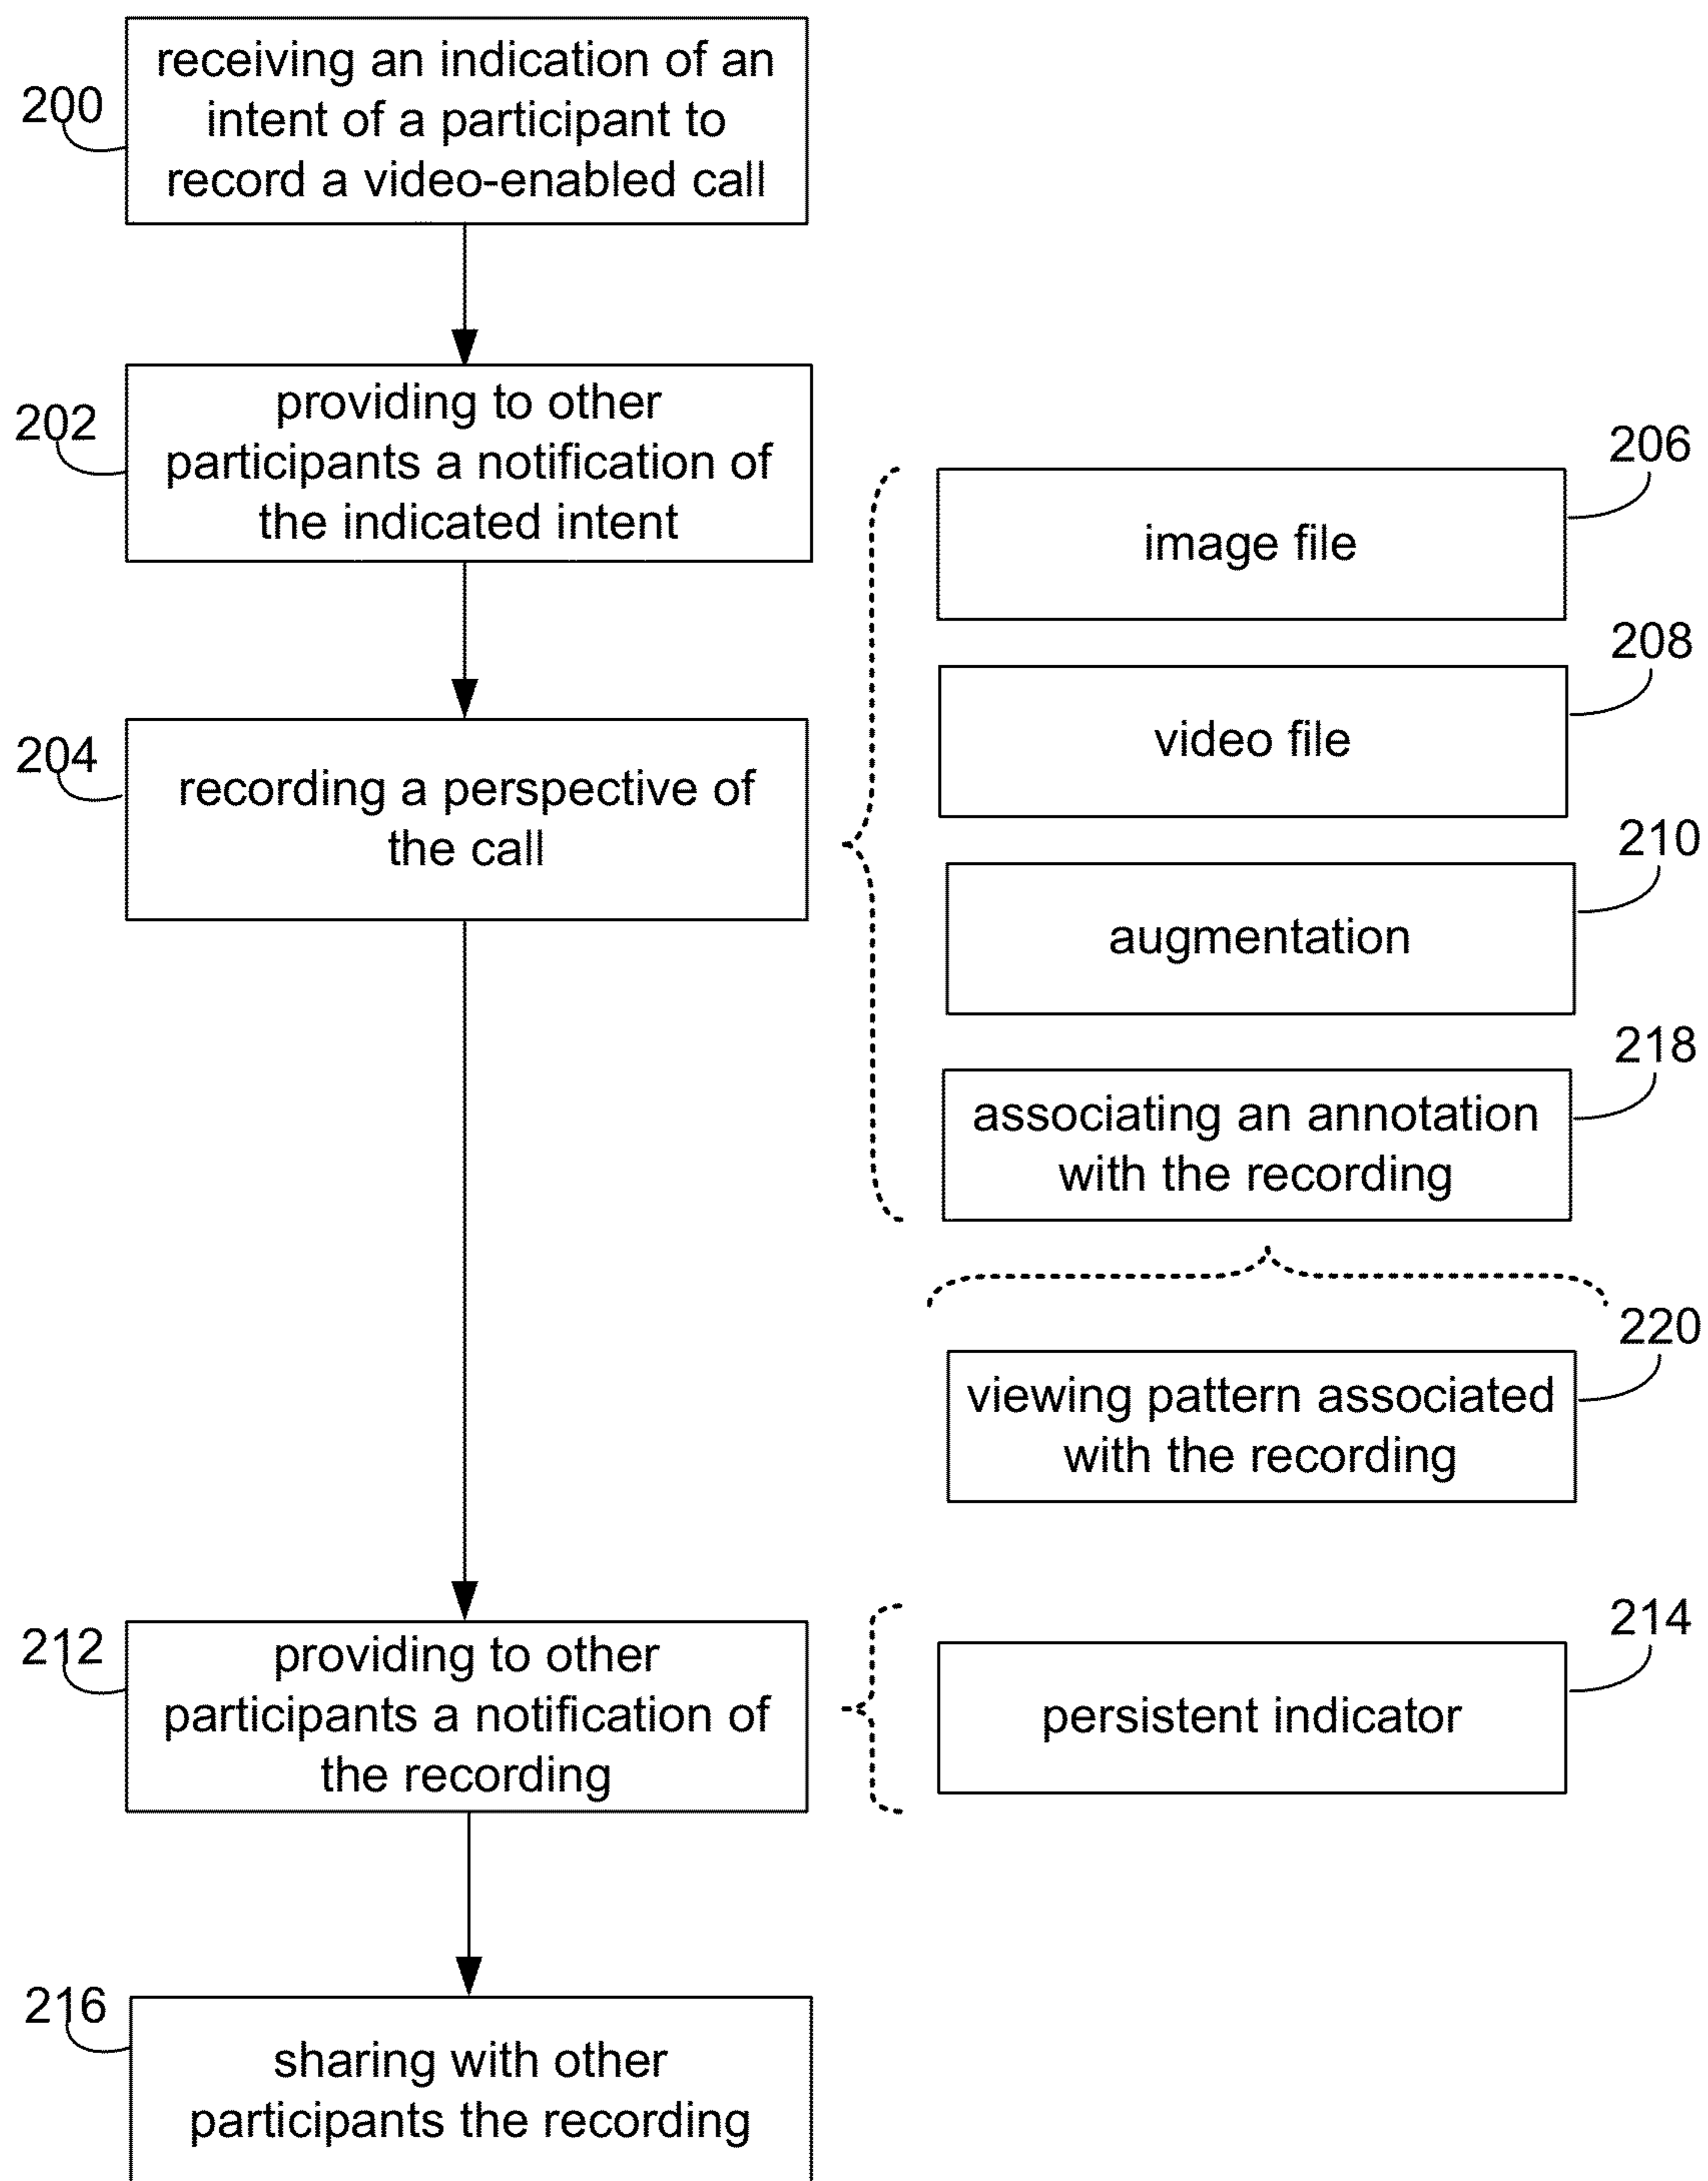 200
receiving an indication of an
intent of a participant to
record a video-enabled call
202
providing to other
participants a notification of
the indicated intent
204
recording a perspective of
the call
206
image file
208
video file
210
augmentation
218
associating an annotation
with the recording
220
viewing pattern associated
with the recording
212
providing to other
participants a notification of
the recording
214
persistent indicator
216
sharing with other
participants the recording